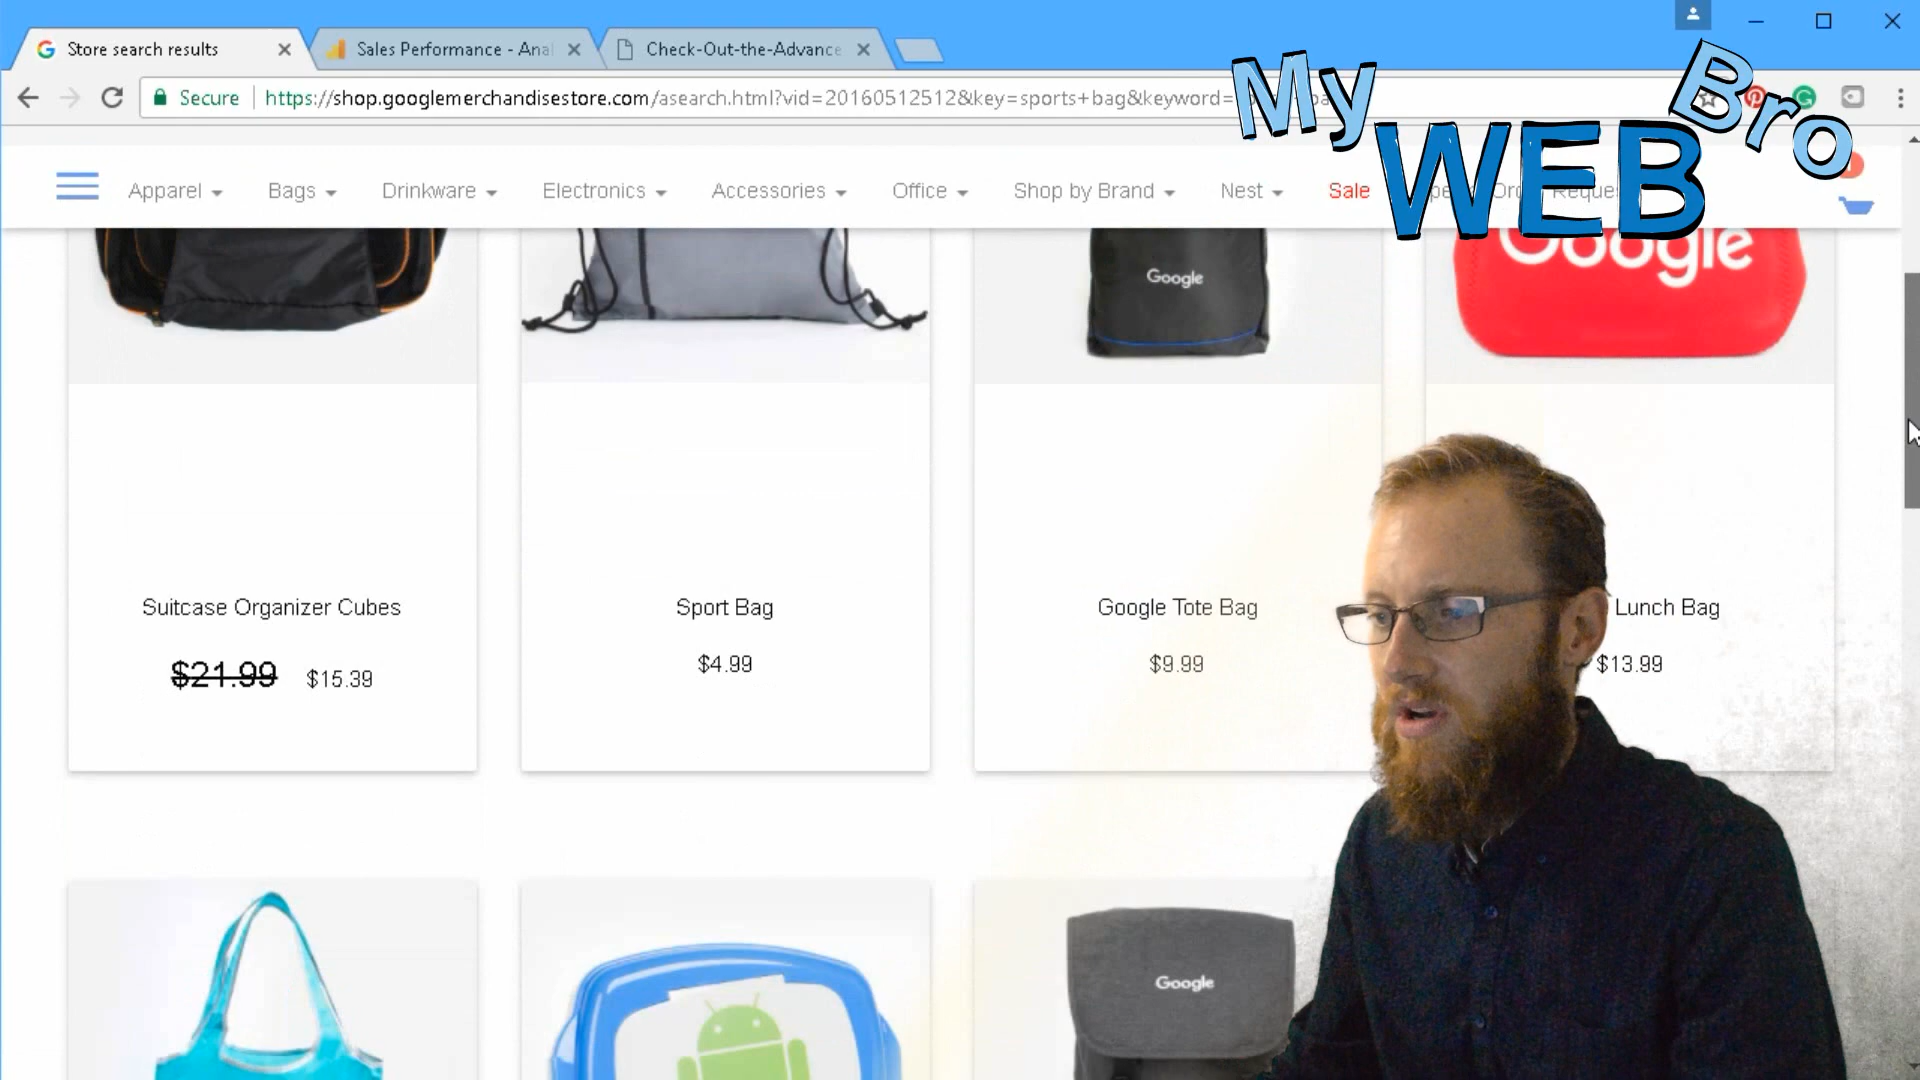 Store search results
Sales Performance - Anal
Check-Out-the-Advance
Secure
https://shop.googlemerchandisestore.com/asearch.html?vid=20160512512&key=sports+bag&keyword=
My WEB Bro
Apparel
Bags
Drinkware
Electronics
Accessories
Office
Shop by Brand
Nest
Sale
Google
Google
Suitcase Organizer Cubes
$21.99 $15.39
Sport Bag
$4.99
Google Tote Bag
$9.99
Lunch Bag
$13.99
Google